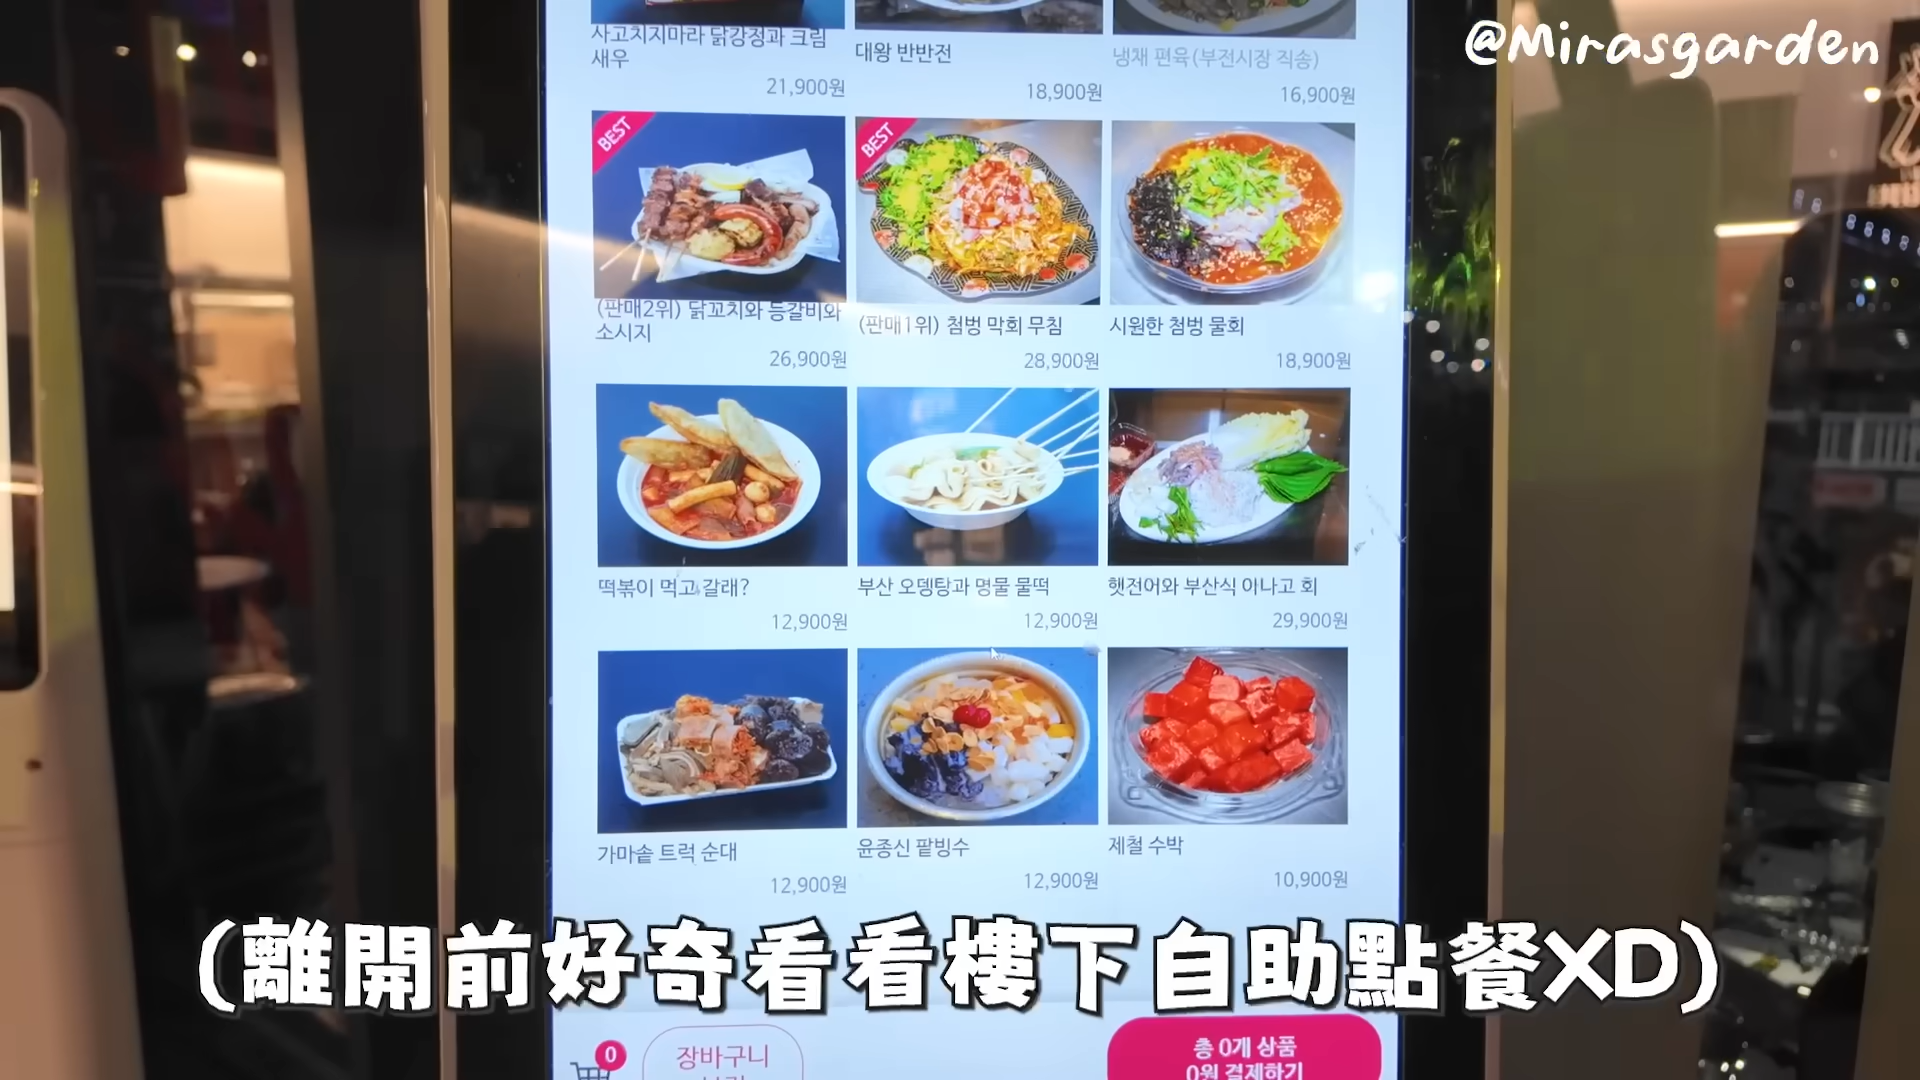 @Mirasgarden
사고치지마라 닭강정과 크림
새우
21,900원
대왕 반반전
18,900원
냉채 편육(부전시장 직송)
16,900원
BEST
(판매2위) 닭꼬치와 등갈비와
소시지
26,900원
BEST
(판매1위) 첨벙 막회 무침
28,900원
시원한 첨벙 물회
18,900원
떡볶이 먹고 갈래?
12,900원
부산 오뎅탕과 명물 물떡
12,900원
햇전어와 부산식 아나고 회
29,900원
가마솥 트럭 순대
12,900원
윤종신 팥빙수
12,900원
제철 수박
10,900원
(離開前好奇看看樓下自助點餐XD)
0
장바구니
총 0개 상품
0원 결제하기